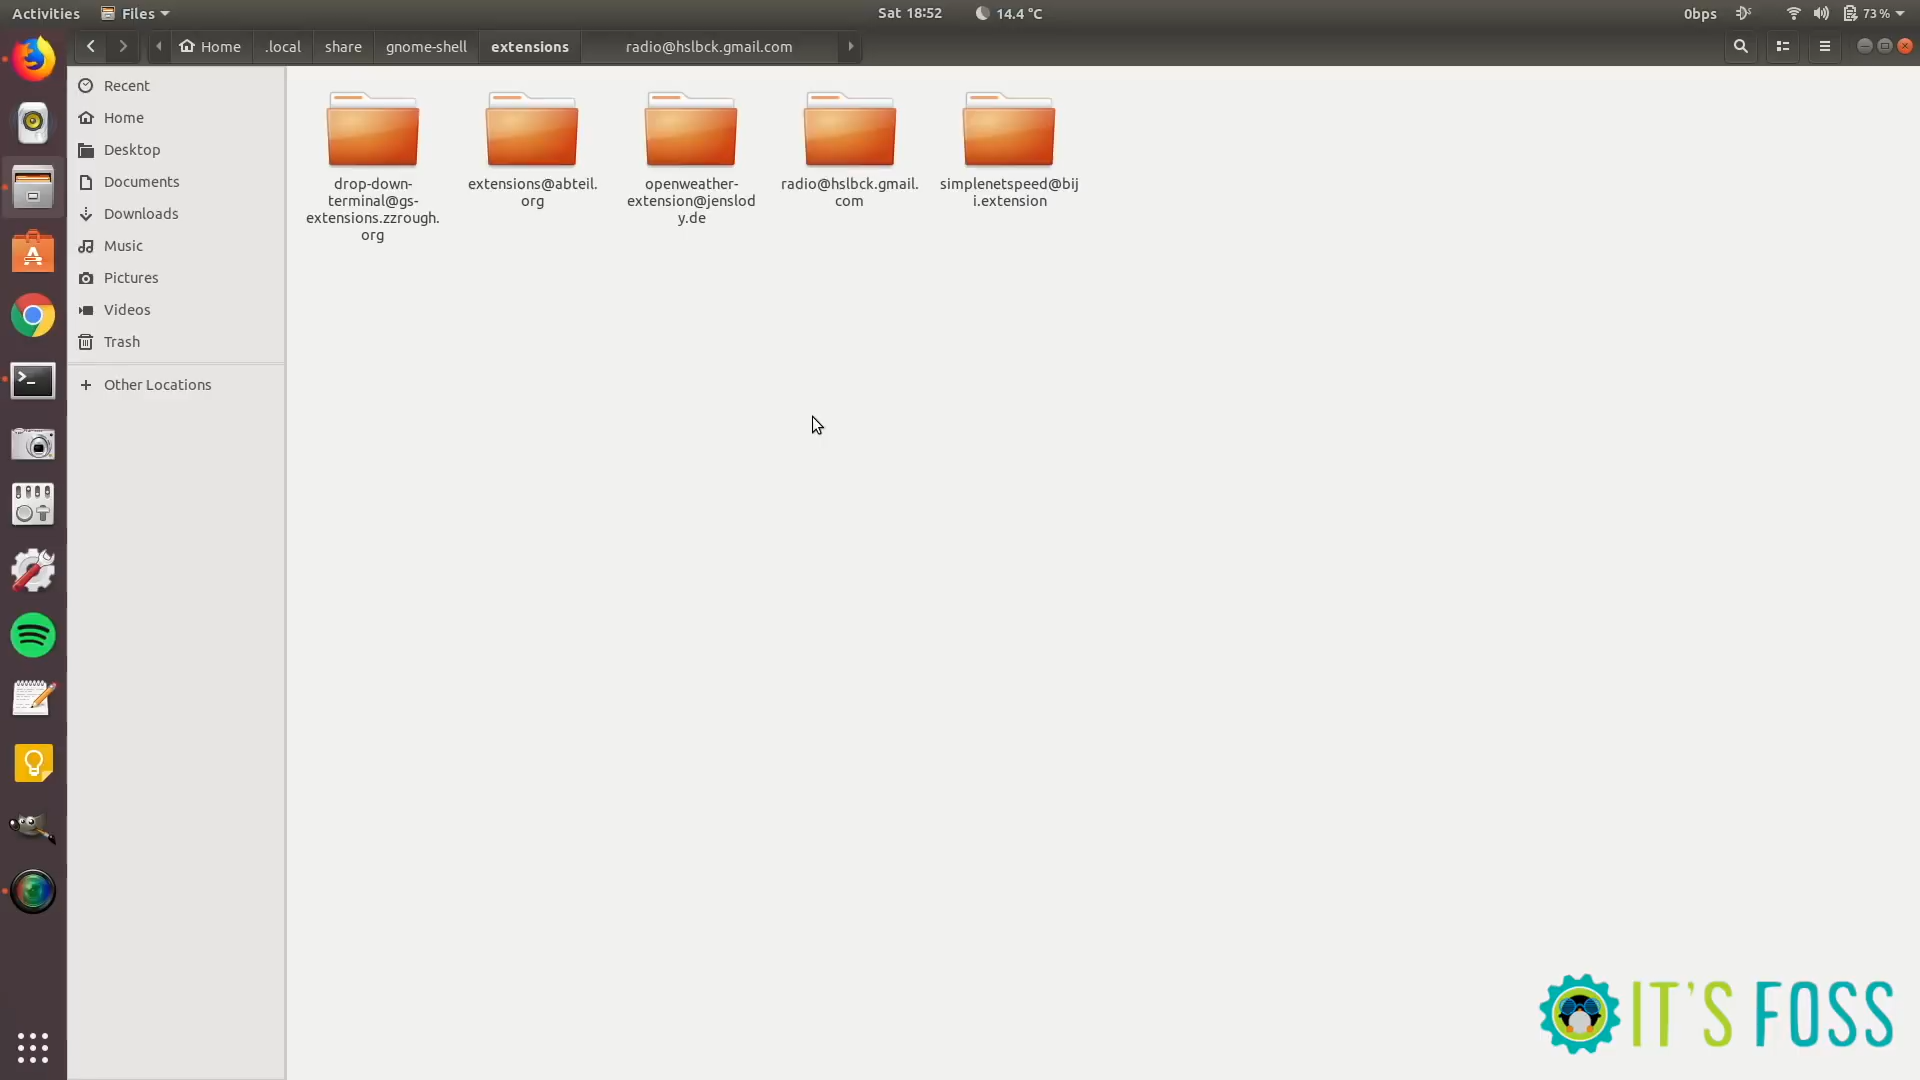 Activities Files Sat 18:52 14.4 °C 0bps 73 %
Home .local share gnome-shell extensions radio@hslbck.gmail.com
Recent
Home
Desktop
Documents
Downloads
Music
Pictures
Videos
Trash
Other Locations
drop-down-
terminal@gs-
extensions.zzrough.
org
extensions@abteil.
org
openweather-
extension@jenslod
y.de
radio@hslbck.gmail.
com
simplenetspeed@bij
i.extension
IT'S FOSS